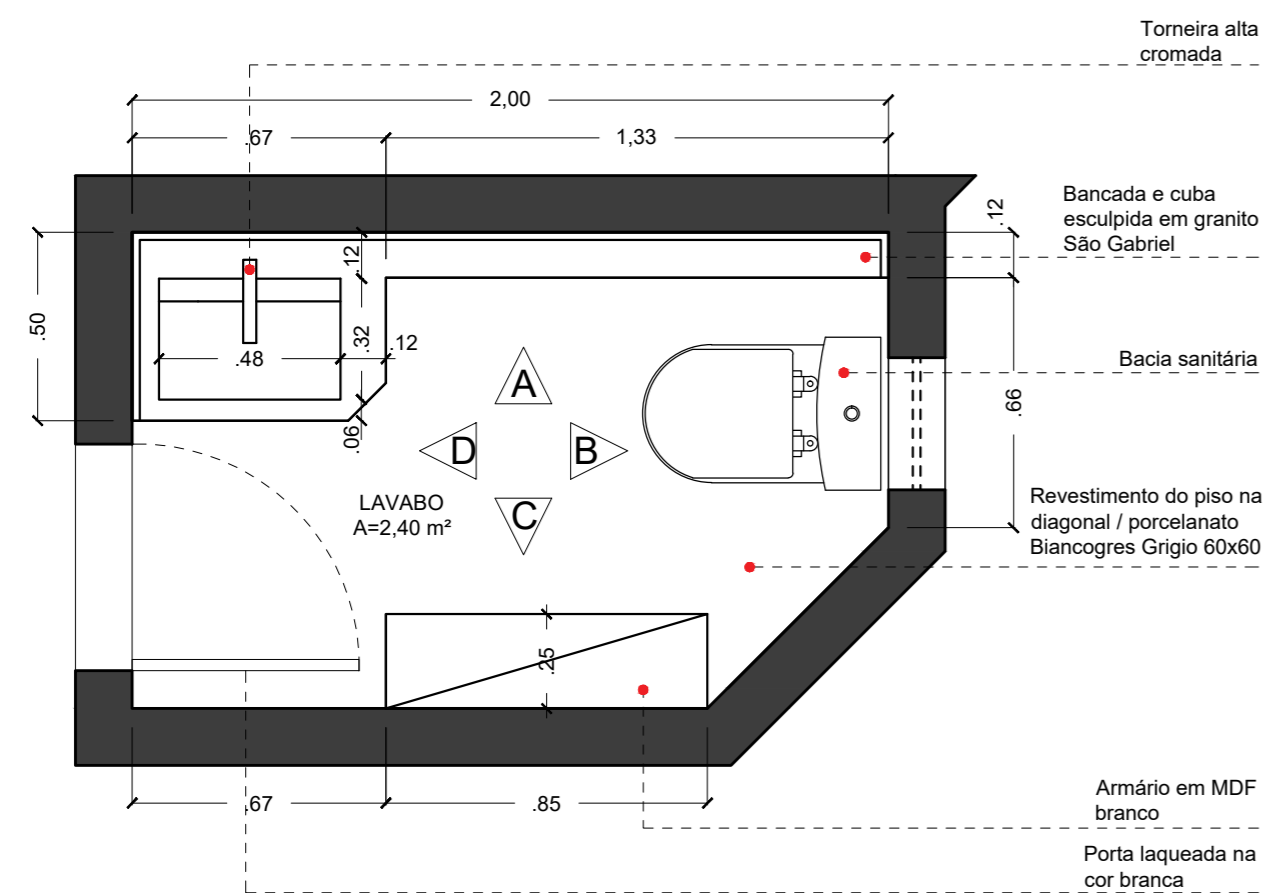 Torneira alta
cromada
2,00
.67
1,33
Bancada e cuba
esculpida em granito
São Gabriel
.12
.12
.50
.32
.12
.48
Bacia sanitária
A
.66
.06
D
B
LAVABO
A=2,40 m²
C
Revestimento do piso na
diagonal / porcelanato
Biancogres Grigio 60x60
.25
.67
.85
Armário em MDF
branco
Porta laqueada na
cor branca